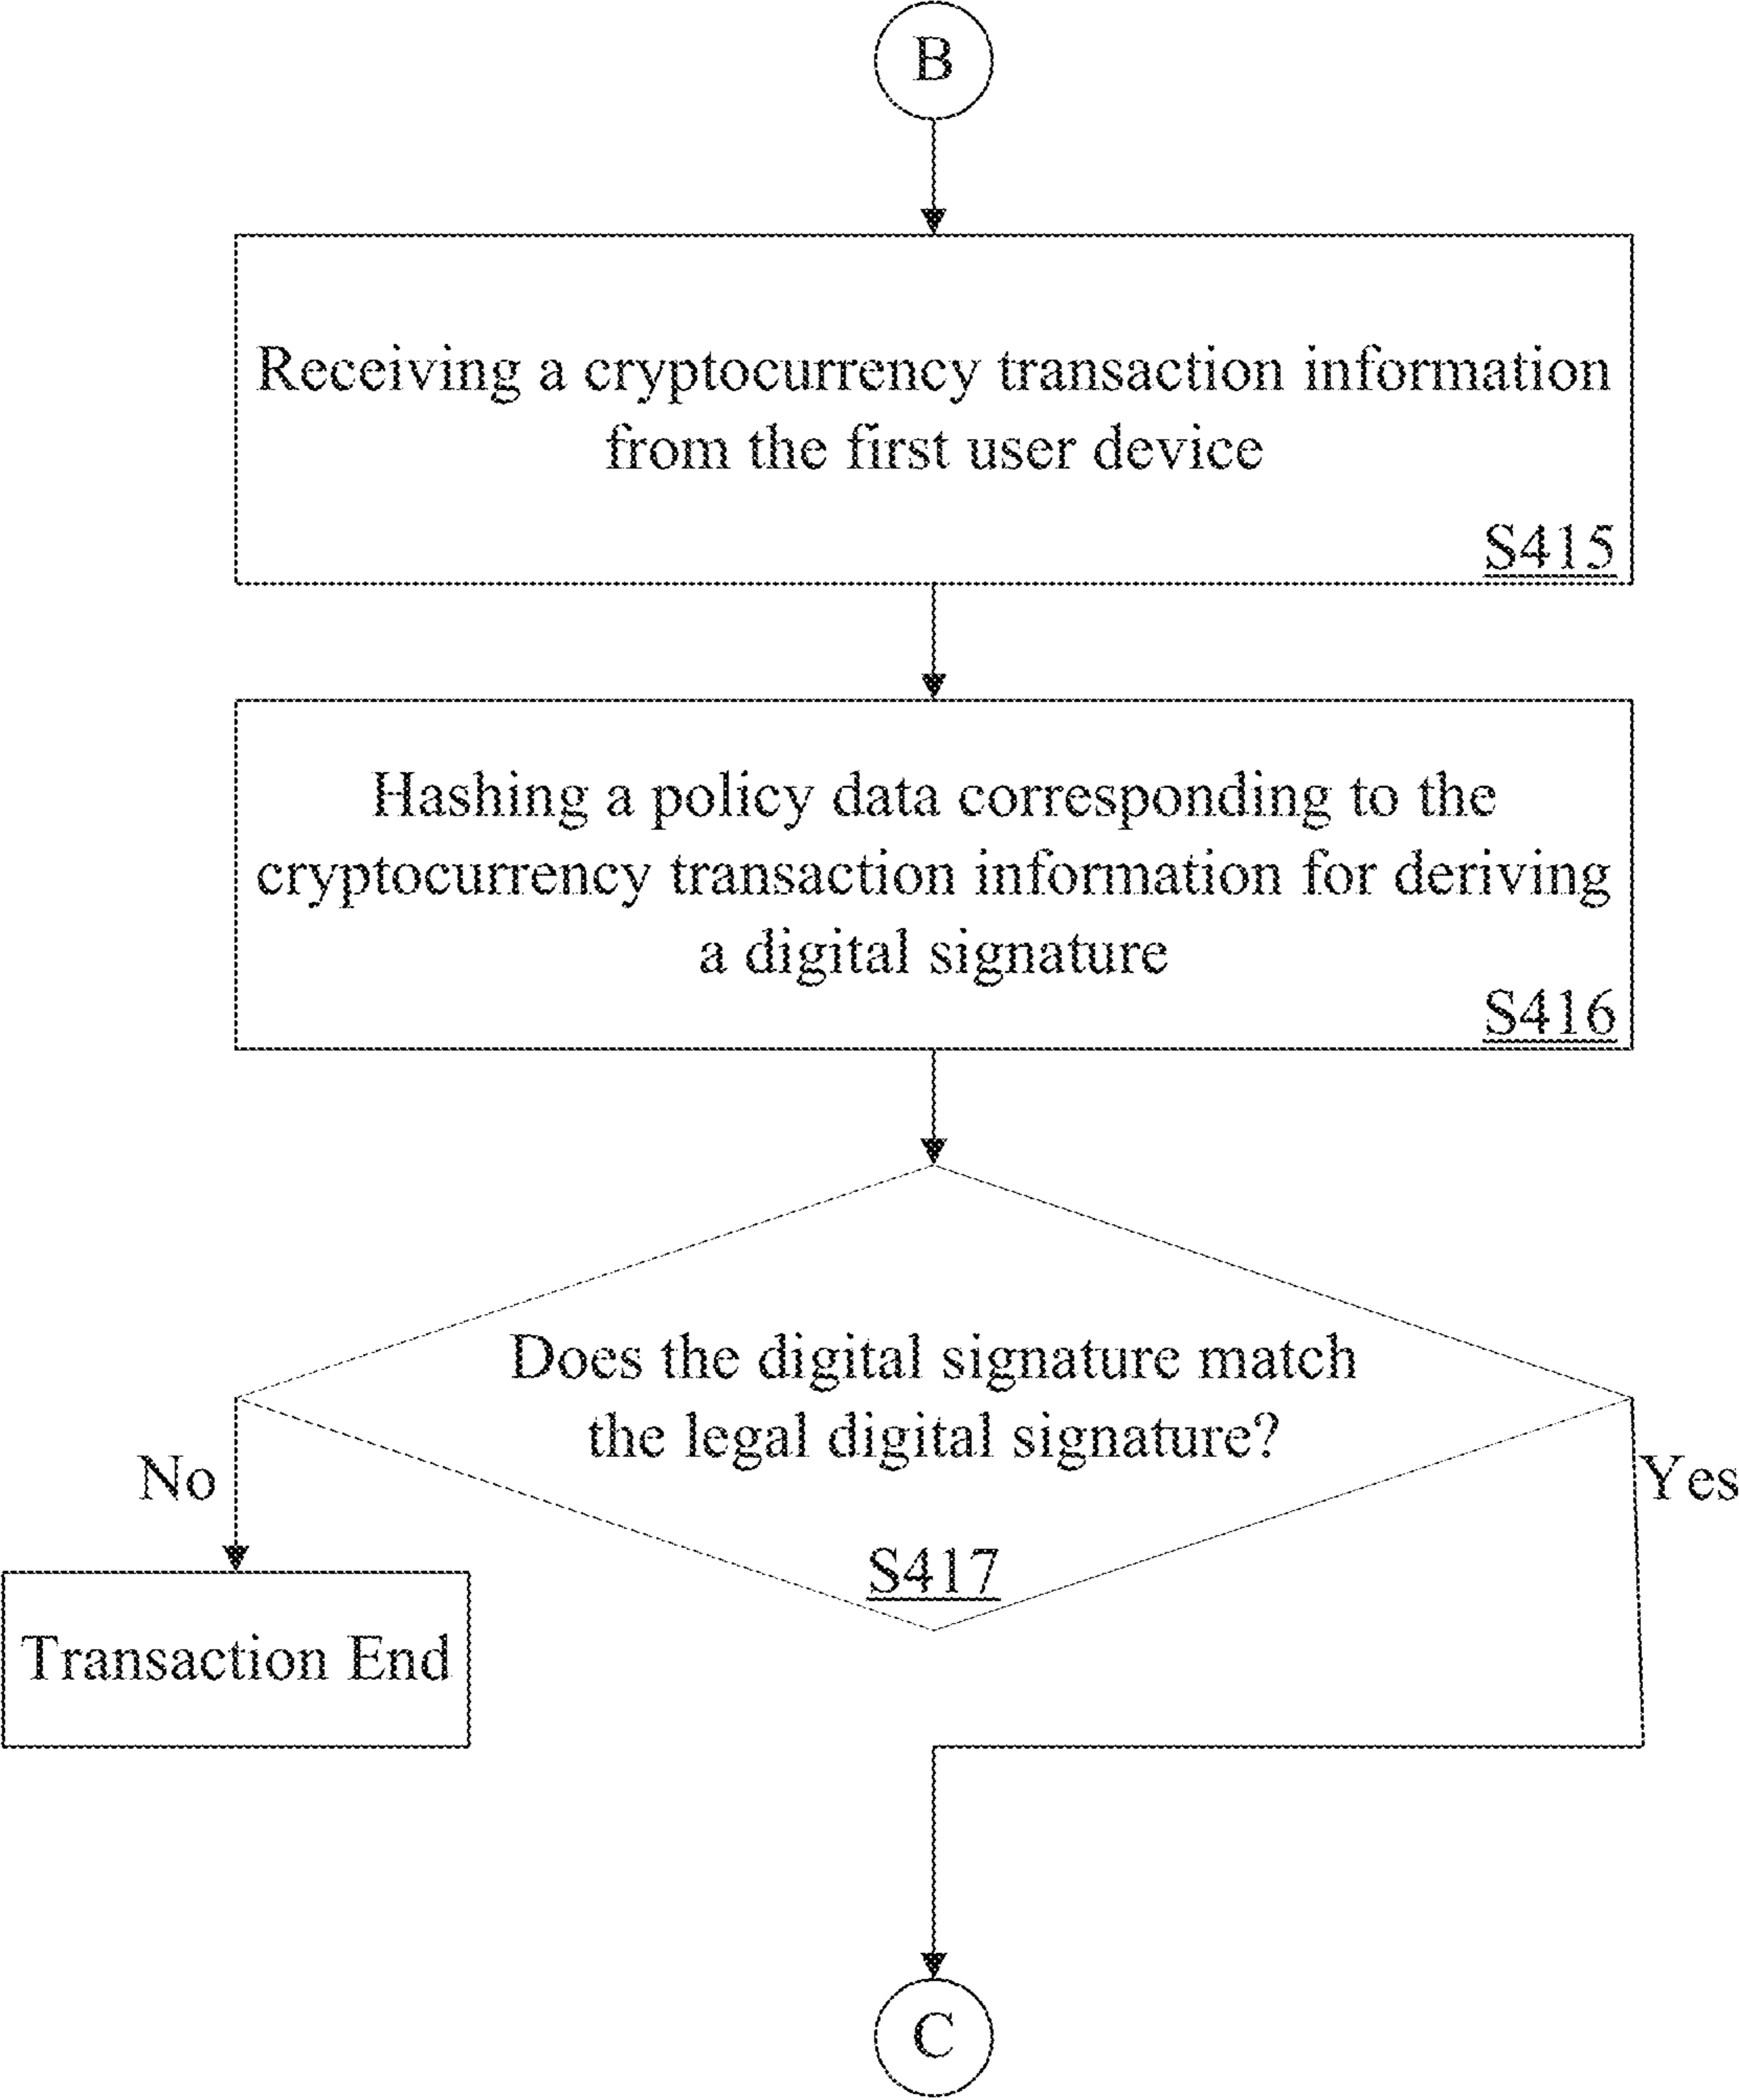 B
Receiving a cryptocurrency transaction information
from the first user device
S415
Hashing a policy data corresponding to the
cryptocurrency transaction information for deriving
a digital signature
S416
Does the digital signature match
the legal digital signature?
No
Yes
S417
Transaction End
C